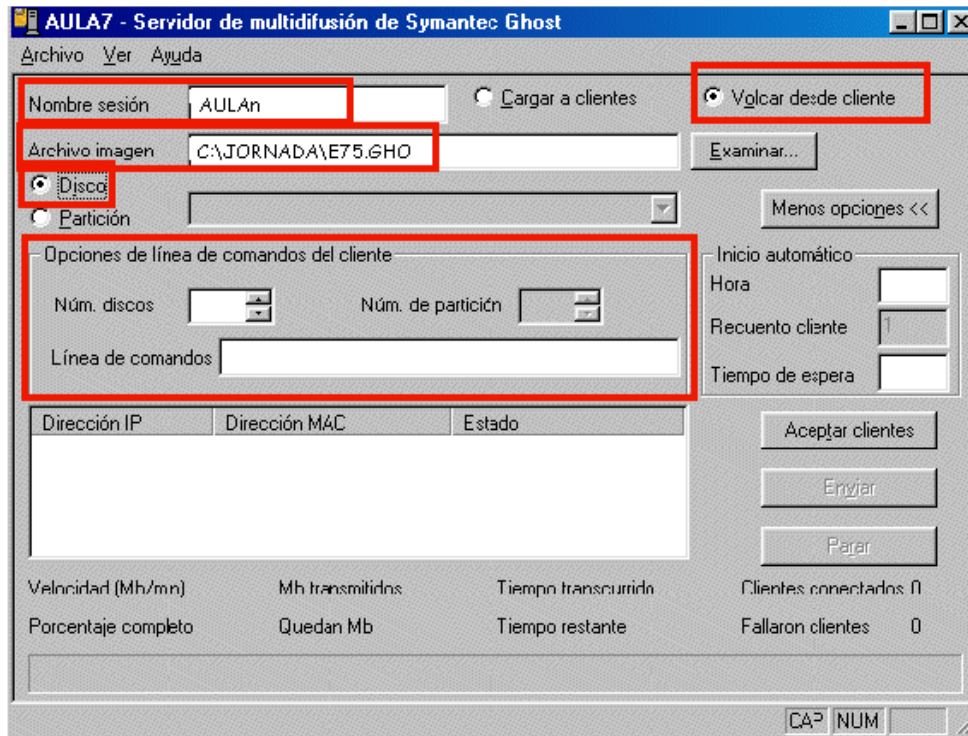 AULA7 - Servidor de multidifusión de Symantec Ghost
Archivo Ver Ayuda
Nombre sesión AULAn Cargar a clientes Volcar desde cliente
Archivo imagen C:\JORNADA\E75.GHO Examinar...
Disco
Partición Menos opciones <<
Opciones de línea de comandos del cliente Inicio automático
Hora
Núm. discos Núm. de partición
Recuento cliente 1
Línea de comandos
Tiempo de espera
Dirección IP Dirección MAC Estado
Aceptar clientes
Enviar
Parar
Velocidad (Mb/mn) Mb transmitidos Tiempo transcurrido Clientes conectados 0
Porcentaje completo Quedan Mb Tiempo restante Fallaron clientes 0
CAP NUM